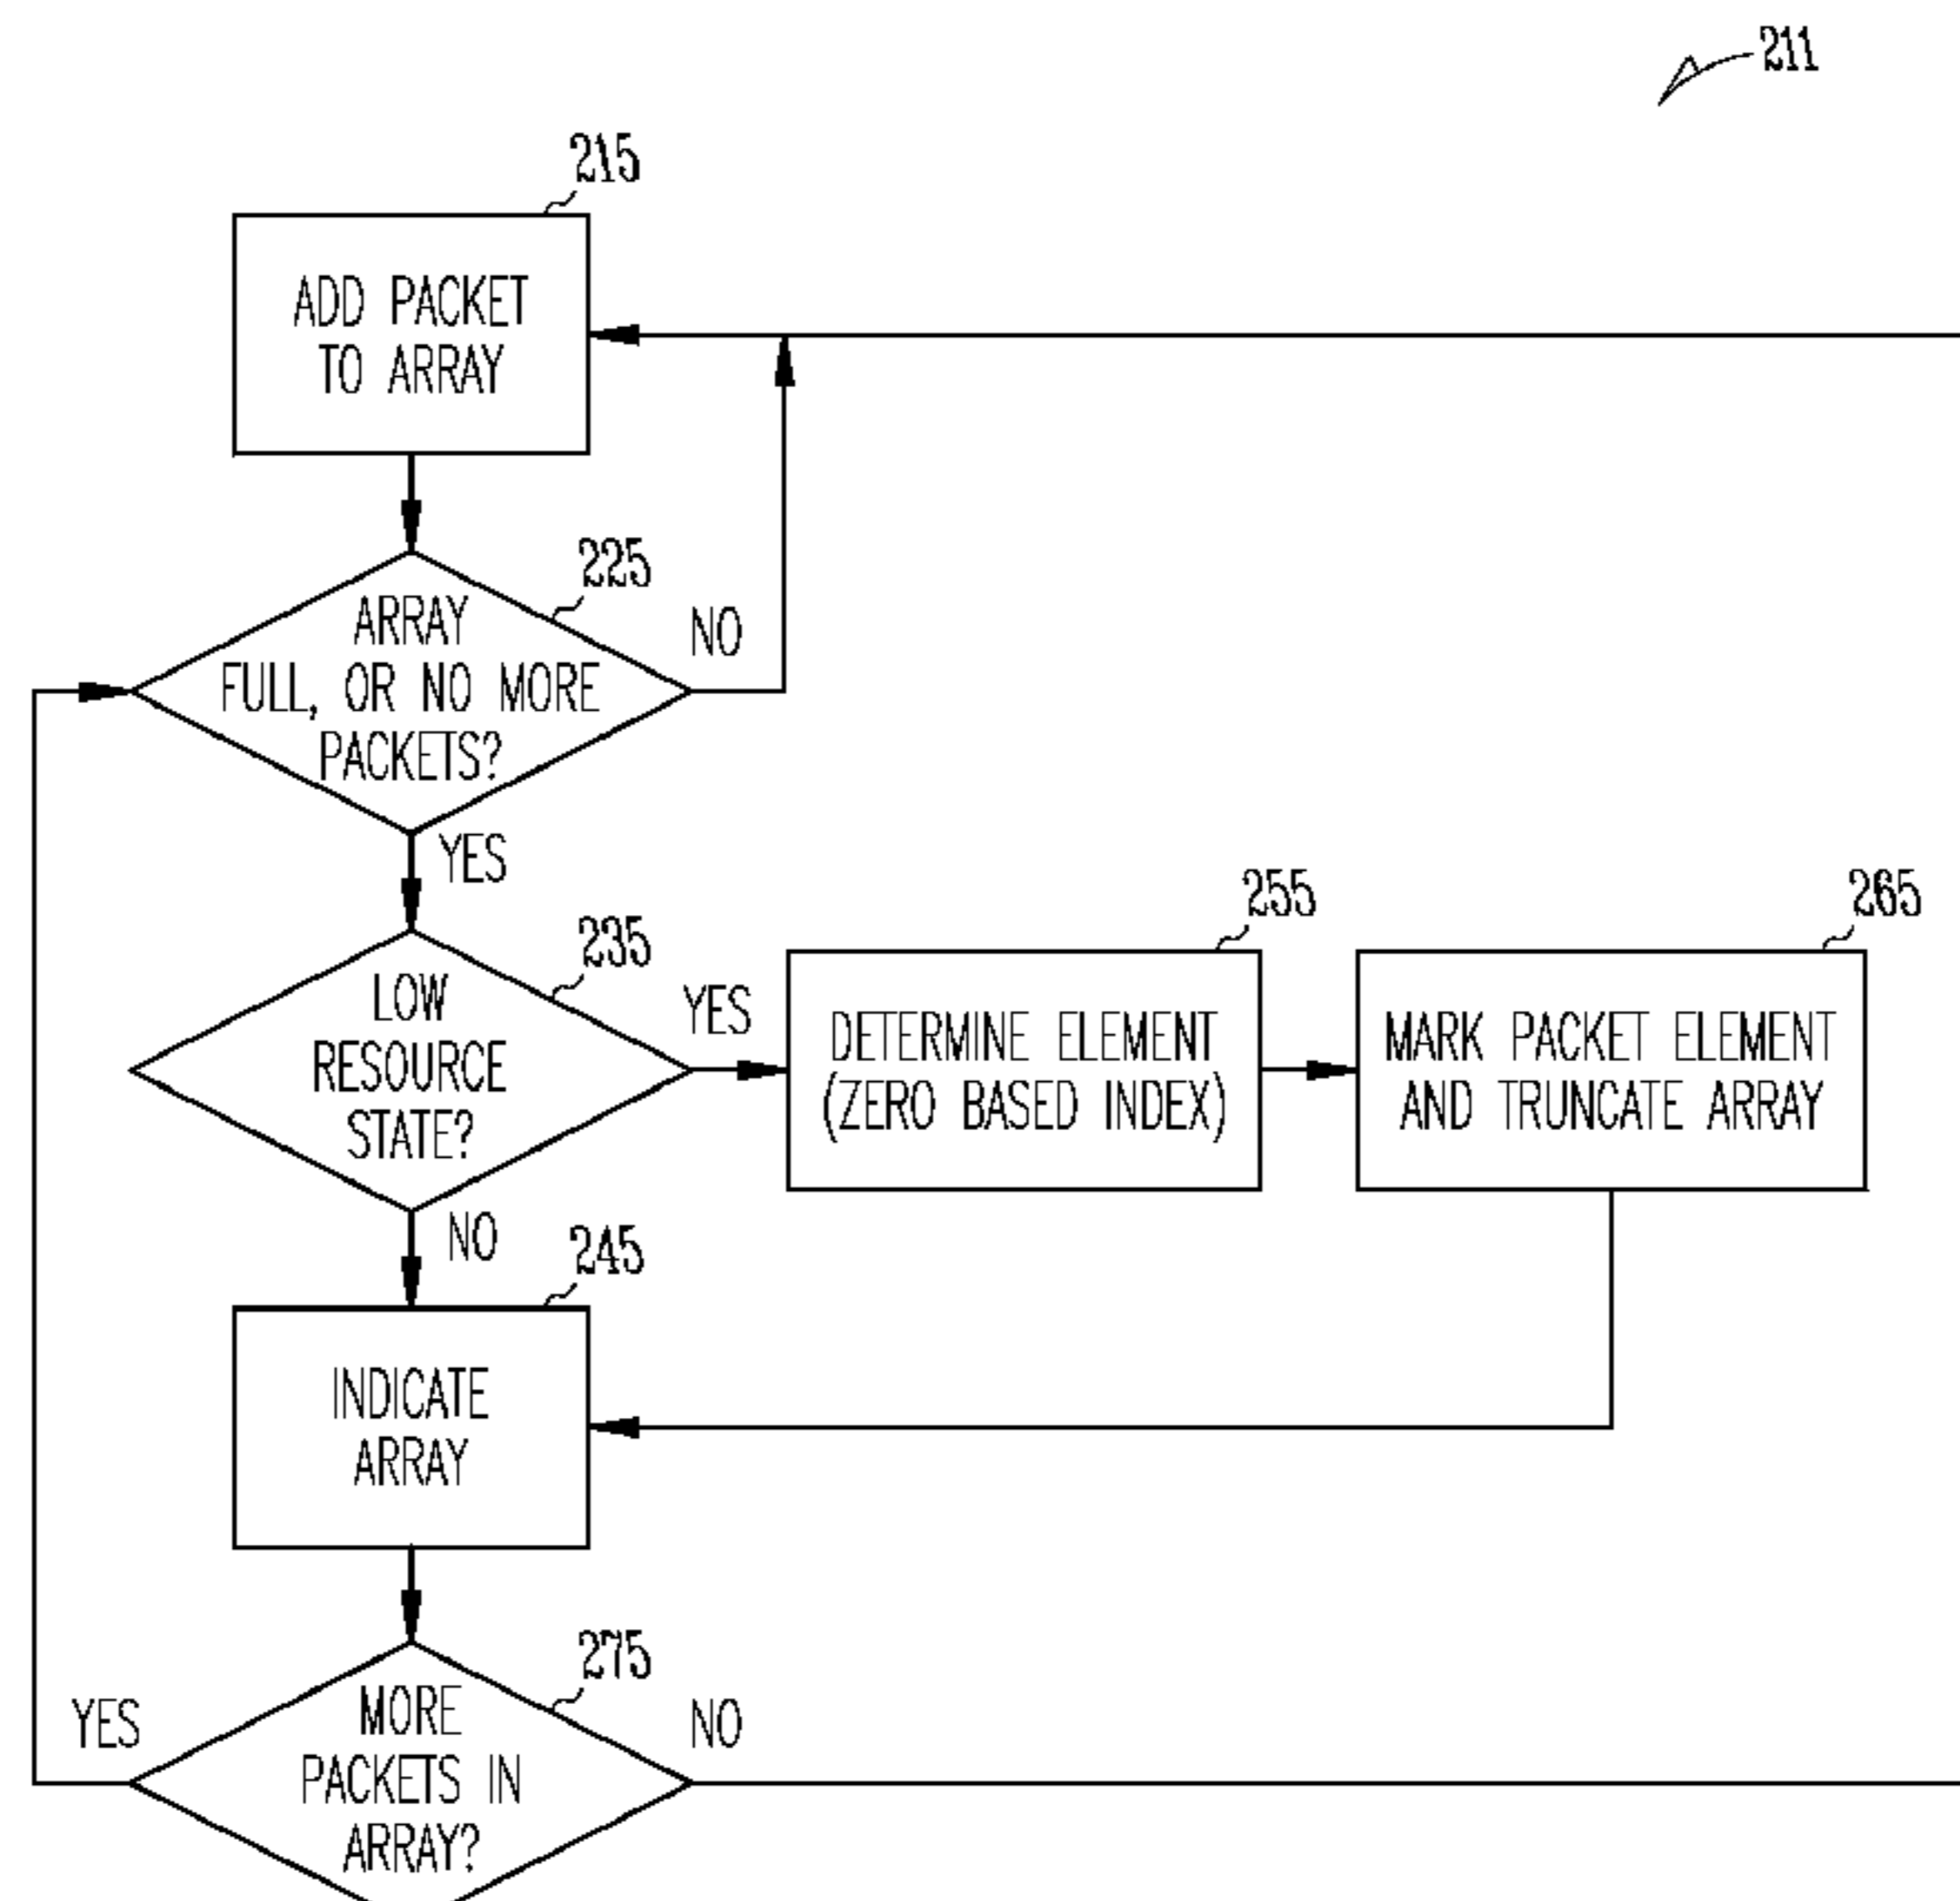 211
215
ADD PACKET
TO ARRAY
225
ARRAY
FULL, OR NO MORE
PACKETS?
NO
YES
235
LOW
RESOURCE
STATE?
YES
255
DETERMINE ELEMENT
(ZERO BASED INDEX)
265
MARK PACKET ELEMENT
AND TRUNCATE ARRAY
NO
245
INDICATE
ARRAY
275
MORE
PACKETS IN
ARRAY?
YES
NO